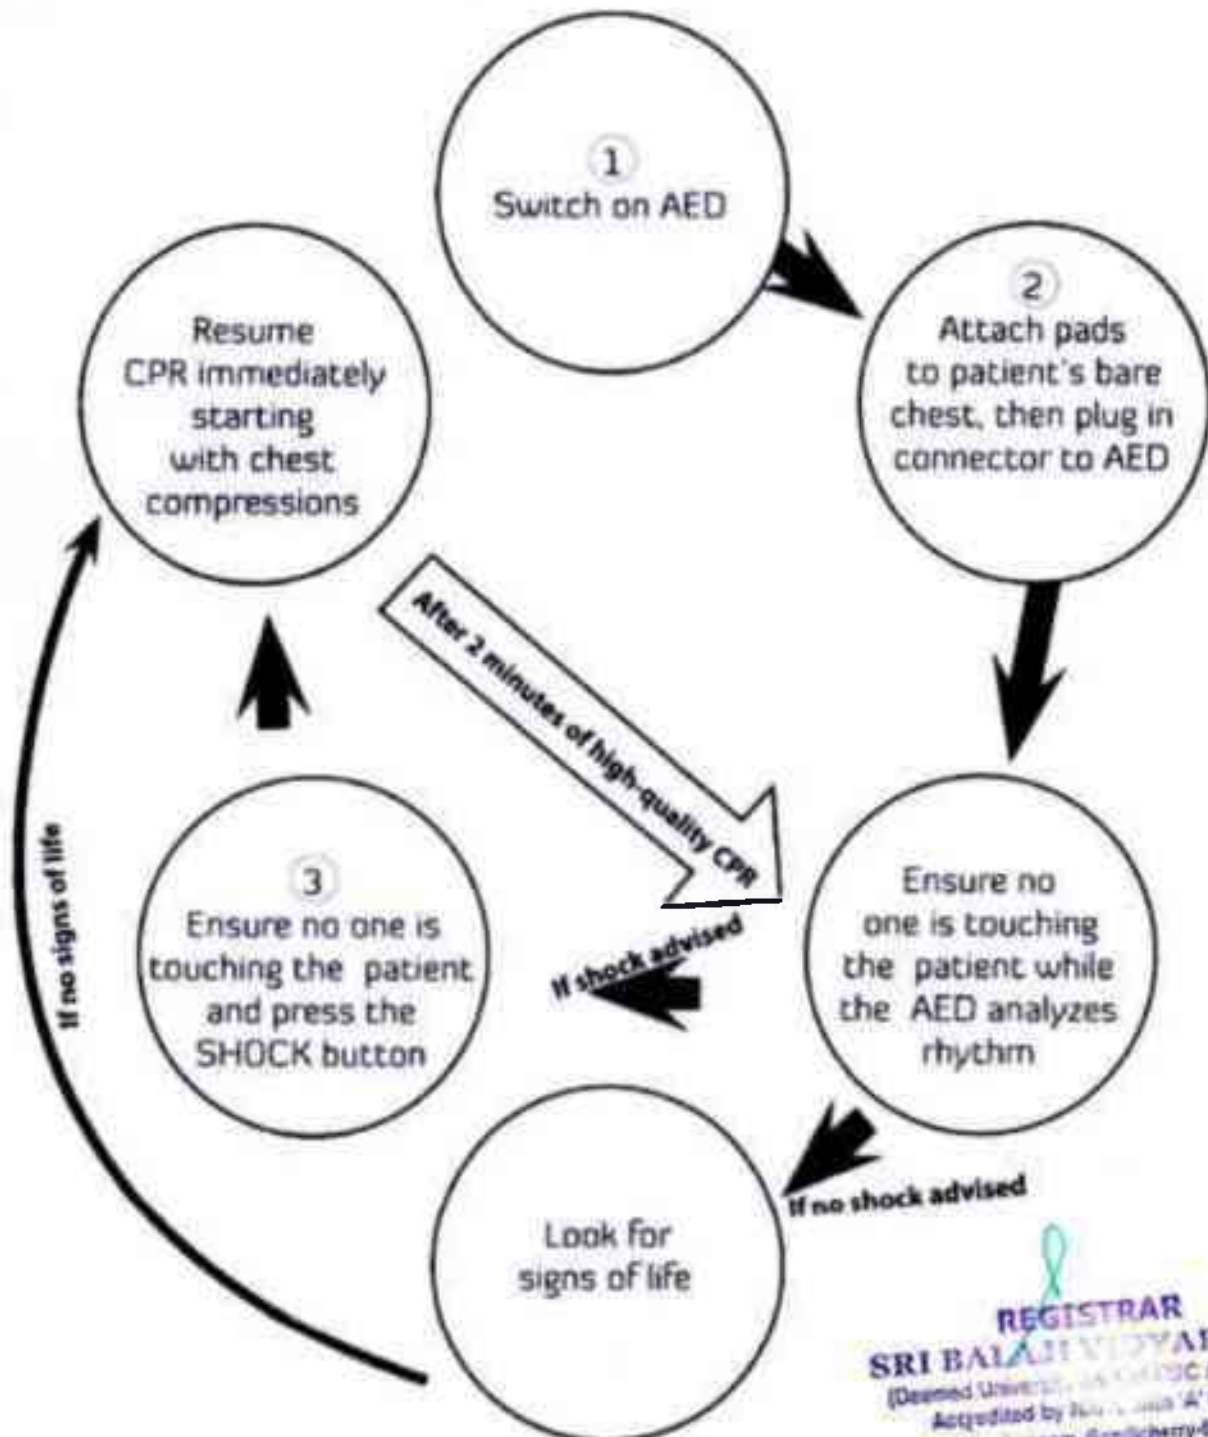 1
Switch on AED
2
Attach pads
to patient's bare
chest, then plug in
connector to AED
Resume
CPR immediately
starting
with chest
compressions
After 2 minutes of high-quality CPR
If no signs of life
3
Ensure no one is
touching the patient
and press the
SHOCK button
If shock advised
Ensure no
one is touching
the patient while
the AED analyzes
rhythm
If no shock advised
Look for
signs of life
REGISTRAR
SRI BALAJI
(Deemed
Accredited by 'A'